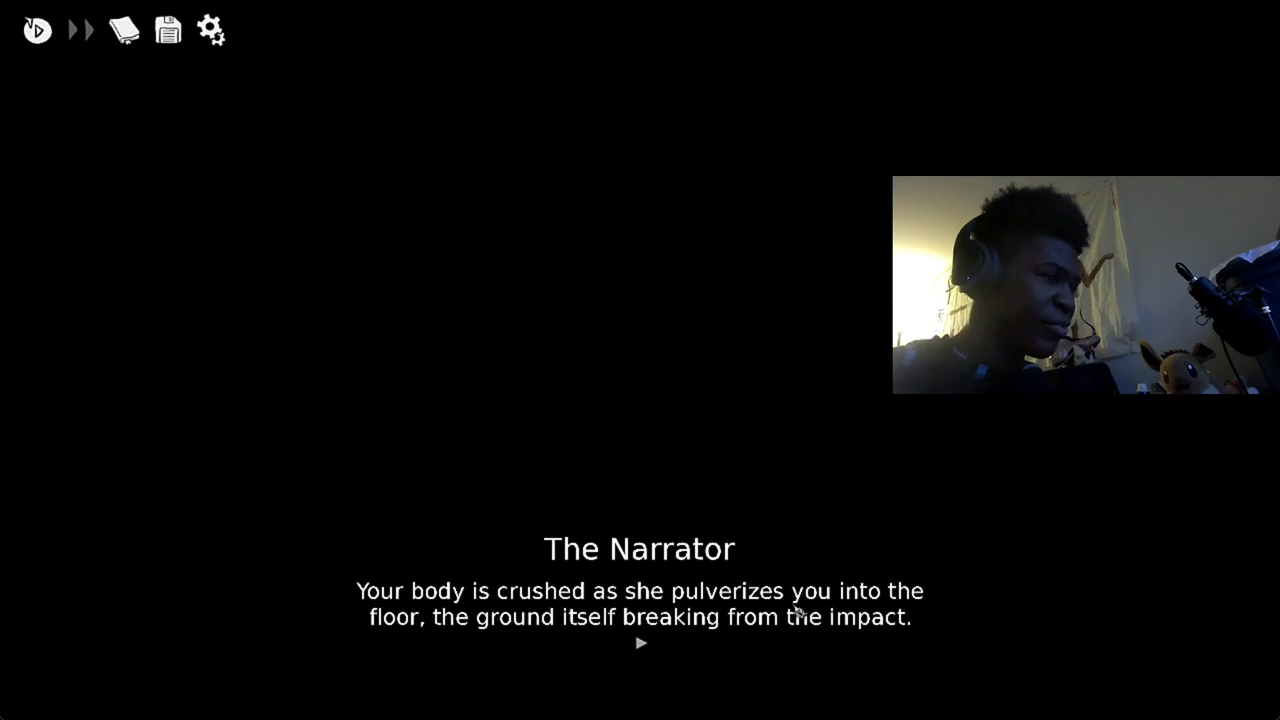 The Narrator
Your body is crushed as she pulverizes you into the
floor, the ground itself breaking from the impact.